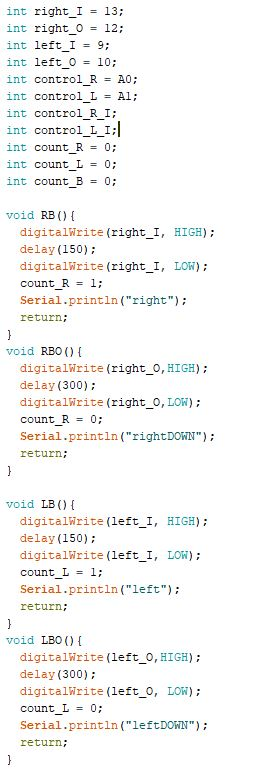 int right_I = 13;
int right_O = 12;
int left_I = 9;
int left_O = 10;
int control_R = A0;
int control_L = A1;
int control_R_I;
int control_L_I;
int count_R = 0;
int count_L = 0;
int count_B = 0;

void RB(){
  digitalWrite(right_I, HIGH);
  delay(150);
  digitalWrite(right_I, LOW);
  count_R = 1;
  Serial.println("right");
  return;
}
void RBO(){
  digitalWrite(right_O,HIGH);
  delay(300);
  digitalWrite(right_O,LOW);
  count_R = 0;
  Serial.println("rightDOWN");
  return;
}

void LB(){
  digitalWrite(left_I, HIGH);
  delay(150);
  digitalWrite(left_I, LOW);
  count_L = 1;
  Serial.println("left");
  return;
}
void LBO(){
  digitalWrite(left_O,HIGH);
  delay(300);
  digitalWrite(left_O, LOW);
  count_L = 0;
  Serial.println("leftDOWN");
  return;
}